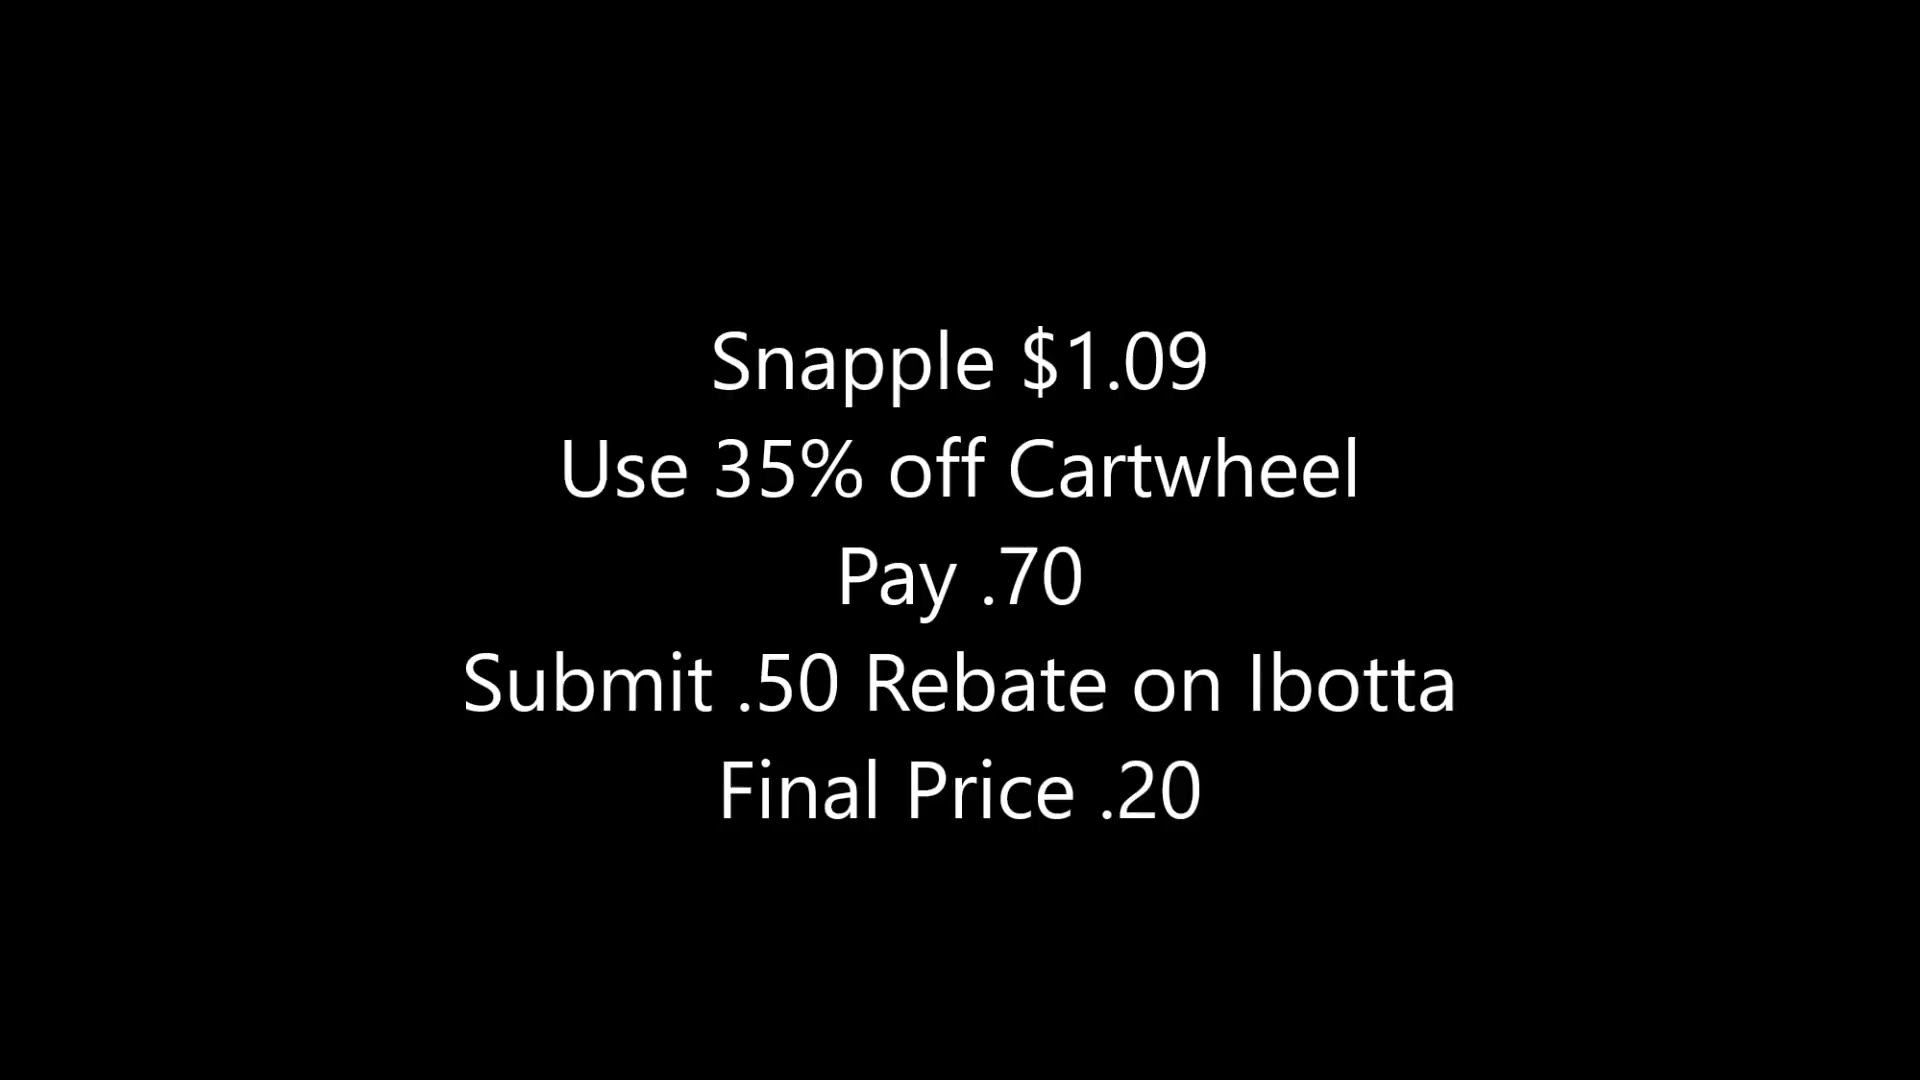 Snapple $1.09
Use 35% off Cartwheel
Pay .70
Submit .50 Rebate on Ibotta
Final Price .20